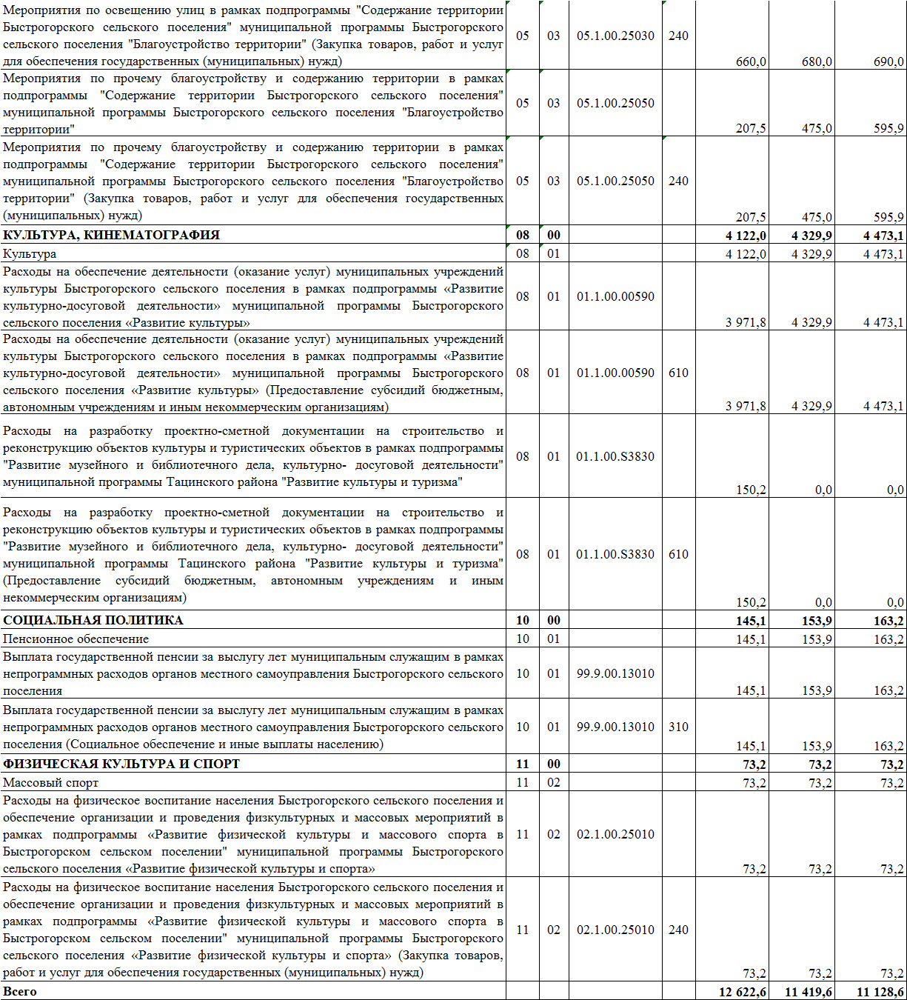 Мероприятия по освещению улиц в рамках подпрограммы "Содержание территории
Быстрогорского сельского поселения" муниципальной программы Быстрогорского
сельского поселения "Благоустройство территории" (Закупка товаров, работ и услуг
для обеспечения государственных (муниципальных) нужд)
05 03 05.1.00.25030 240 660,0 680,0 690,0
Мероприятия по прочему благоустройству и содержанию территории в рамках
подпрограммы "Содержание территории Быстрогорского сельского поселения"
муниципальной программы Быстрогорского сельского поселения "Благоустройство
территории"
05 03 05.1.00.25050 207,5 475,0 595,9
Мероприятия по прочему благоустройству и содержанию территории в рамках
подпрограммы "Содержание территории Быстрогорского сельского поселения"
муниципальной программы Быстрогорского сельского поселения "Благоустройство
территории" (Закупка товаров, работ и услуг для обеспечения государственных
(муниципальных) нужд)
05 03 05.1.00.25050 240 207,5 475,0 595,9
КУЛЬТУРА, КИНЕМАТОГРАФИЯ 08 00 4 122,0 4 329,9 4 473,1
Культура 08 01 4 122,0 4 329,9 4 473,1
Расходы на обеспечение деятельности (оказание услуг) муниципальных учреждений
культуры Быстрогорского сельского поселения в рамках подпрограммы «Развитие
культурно-досуговой деятельности» муниципальной программы Быстрогорского
сельского поселения «Развитие культуры»
08 01 01.1.00.00590 3 971,8 4 329,9 4 473,1
Расходы на обеспечение деятельности (оказание услуг) муниципальных учреждений
культуры Быстрогорского сельского поселения в рамках подпрограммы «Развитие
культурно-досуговой деятельности» муниципальной программы Быстрогорского
сельского поселения «Развитие культуры» (Предоставление субсидий бюджетным,
автономным учреждениям и иным некоммерческим организациям)
08 01 01.1.00.00590 610 3 971,8 4 329,9 4 473,1
Расходы на разработку проектно-сметной документации на строительство и
реконструкцию объектов культуры и туристических объектов в рамках подпрограммы
"Развитие музейного и библиотечного дела, культурно- досуговой деятельности"
муниципальной программы Тацинского района "Развитие культуры и туризма"
08 01 01.1.00.S3830 150,2 0,0 0,0
Расходы на разработку проектно-сметной документации на строительство и
реконструкцию объектов культуры и туристических объектов в рамках подпрограммы
"Развитие музейного и библиотечного дела, культурно- досуговой деятельности"
муниципальной программы Тацинского района "Развитие культуры и туризма"
(Предоставление субсидий бюджетным, автономным учреждениям и иным
некоммерческим организациям)
08 01 01.1.00.S3830 610 150,2 0,0 0,0
СОЦИАЛЬНАЯ ПОЛИТИКА 10 00 145,1 153,9 163,2
Пенсионное обеспечение 10 01 145,1 153,9 163,2
Выплата государственной пенсии за выслугу лет муниципальным служащим в рамках
непрограммных расходов органов местного самоуправления Быстрогорского сельского
поселения
10 01 99.9.00.13010 145,1 153,9 163,2
Выплата государственной пенсии за выслугу лет муниципальным служащим в рамках
непрограммных расходов органов местного самоуправления Быстрогорского сельского
поселения (Социальное обеспечение и иные выплаты населению)
10 01 99.9.00.13010 310 145,1 153,9 163,2
ФИЗИЧЕСКАЯ КУЛЬТУРА И СПОРТ 11 00 73,2 73,2 73,2
Массовый спорт 11 02 73,2 73,2 73,2
Расходы на физическое воспитание населения Быстрогорского сельского поселения и
обеспечение организации и проведения физкультурных и массовых мероприятий в
рамках подпрограммы «Развитие физической культуры и массового спорта в
Быстрогорском сельском поселении" муниципальной программы Быстрогорского
сельского поселения «Развитие физической культуры и спорта»
11 02 02.1.00.25010 73,2 73,2 73,2
Расходы на физическое воспитание населения Быстрогорского сельского поселения и
обеспечение организации и проведения физкультурных и массовых мероприятий в
рамках подпрограммы «Развитие физической культуры и массового спорта в
Быстрогорском сельском поселении" муниципальной программы Быстрогорского
сельского поселения «Развитие физической культуры и спорта» (Закупка товаров,
работ и услуг для обеспечения государственных (муниципальных) нужд)
11 02 02.1.00.25010 240 73,2 73,2 73,2
Всего 12 622,6 11 419,6 11 128,6